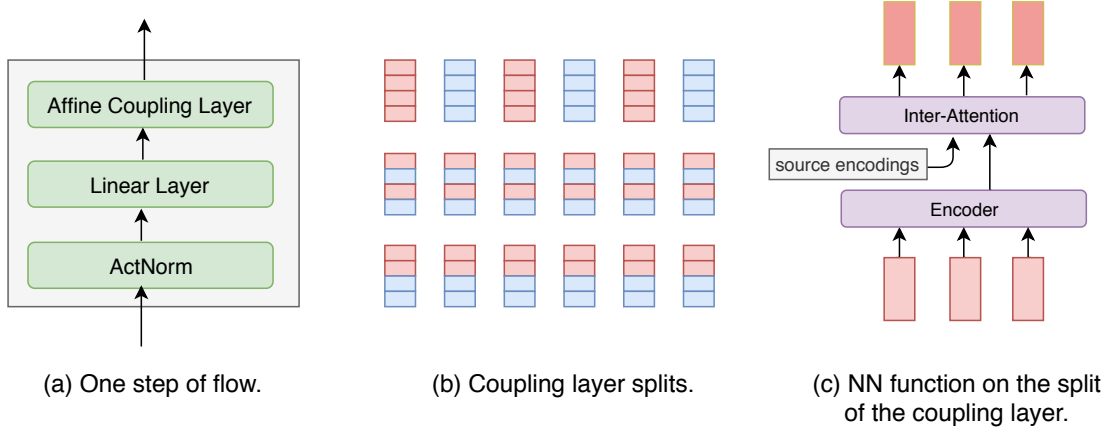 Affine Coupling Layer
Linear Layer
ActNorm
(a) One step of flow.
(b) Coupling layer splits.
Inter-Attention
source encodings
Encoder
(c) NN function on the split
of the coupling layer.